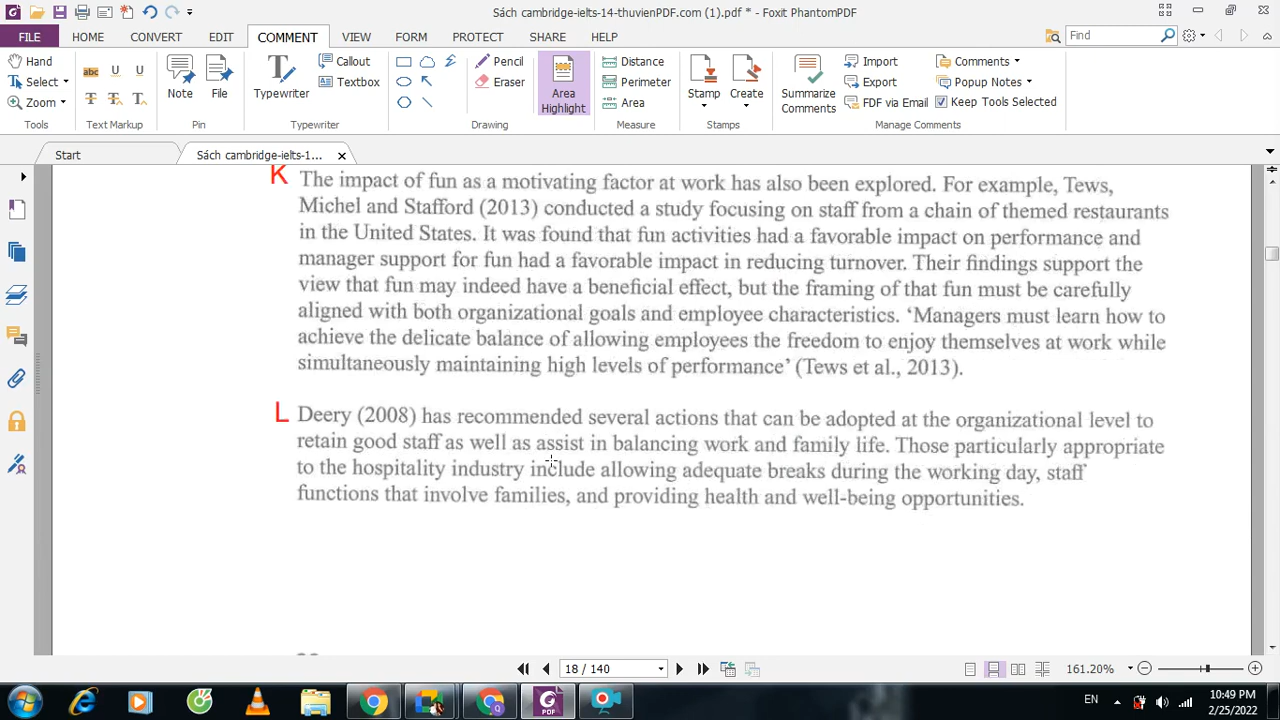 Sách cambridge-ielts-14-thuvienPDF.com (1).pdf * - Foxit PhantomPDF
FILE HOME CONVERT EDIT COMMENT VIEW FORM PROTECT SHARE HELP Find
Hand
Select
Zoom
Tools
abc U U
T T T
Text Markup
Note File
Pin
Typewriter
Callout
Textbox
Typewriter
Pencil
Eraser
Drawing
Area
Highlight
Distance
Perimeter
Area
Measure
Stamp Create
Stamps
Summarize
Comments
Import
Export
FDF via Email
Comments
Popup Notes
Keep Tools Selected
Manage Comments
Start Sách cambridge-ielts-1...
K The impact of fun as a motivating factor at work has also been explored. For example, Tews,
Michel and Stafford (2013) conducted a study focusing on staff from a chain of themed restaurants
in the United States. It was found that fun activities had a favorable impact on performance and
manager support for fun had a favorable impact in reducing turnover. Their findings support the
view that fun may indeed have a beneficial effect, but the framing of that fun must be carefully
aligned with both organizational goals and employee characteristics. ‘Managers must learn how to
achieve the delicate balance of allowing employees the freedom to enjoy themselves at work while
simultaneously maintaining high levels of performance’ (Tews et al., 2013).
L Deery (2008) has recommended several actions that can be adopted at the organizational level to
retain good staff as well as assist in balancing work and family life. Those particularly appropriate
to the hospitality industry include allowing adequate breaks during the working day, staff
functions that involve families, and providing health and well-being opportunities.
18 / 140 161.20%
PDF
EN
10:49 PM
2/25/2022